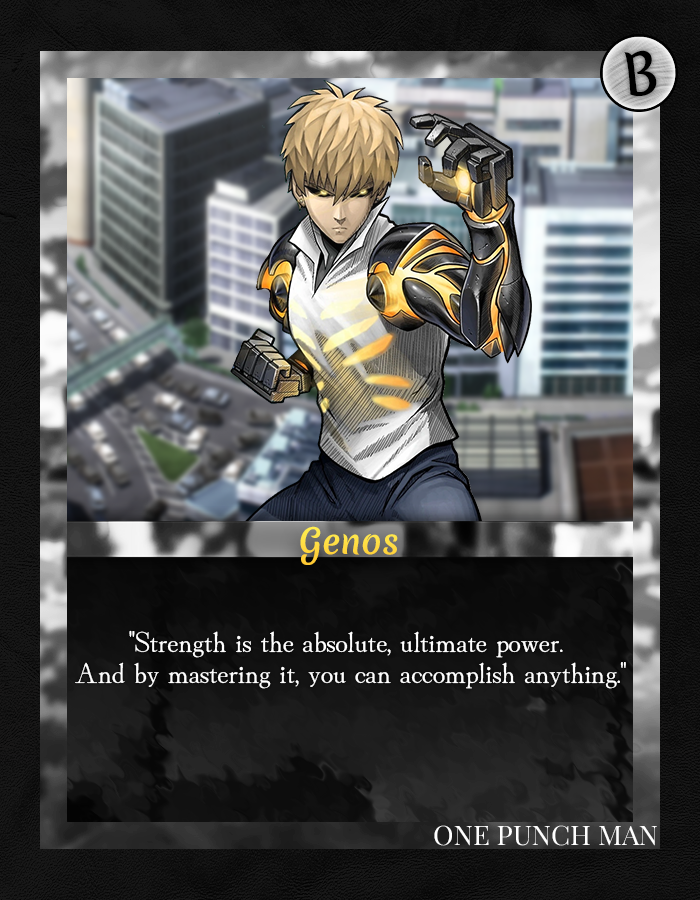 B
Genos
"Strength is the absolute, ultimate power.
And by mastering it, you can accomplish anything."
ONE PUNCH MAN